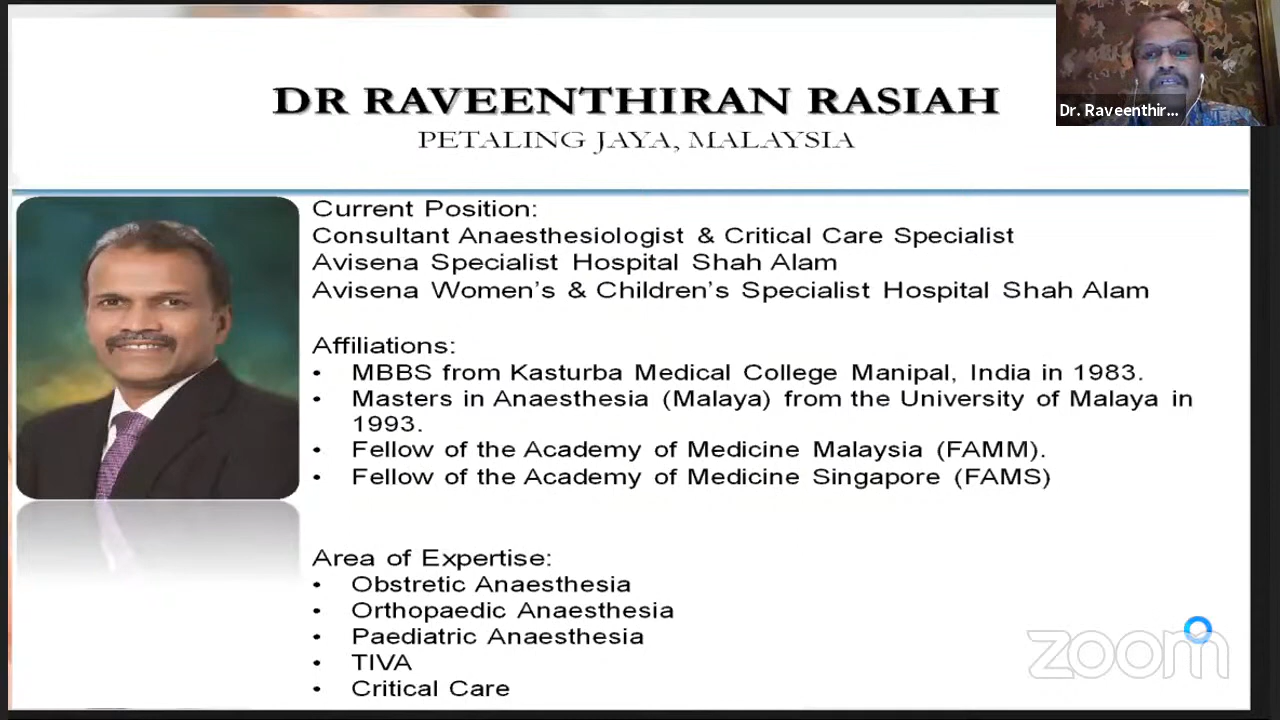 DR RAVEENTHIRAN RASIAH
PETALING JAYA, MALAYSIA
Dr. Raveenthir...
Current Position:
Consultant Anaesthesiologist & Critical Care Specialist
Avisena Specialist Hospital Shah Alam
Avisena Women's & Children's Specialist Hospital Shah Alam
Affiliations:
• MBBS from Kasturba Medical College Manipal, India in 1983.
• Masters in Anaesthesia (Malaya) from the University of Malaya in
1993.
• Fellow of the Academy of Medicine Malaysia (FAMM).
• Fellow of the Academy of Medicine Singapore (FAMS)
Area of Expertise:
• Obstretic Anaesthesia
• Orthopaedic Anaesthesia
• Paediatric Anaesthesia
• TIVA
• Critical Care
zoom